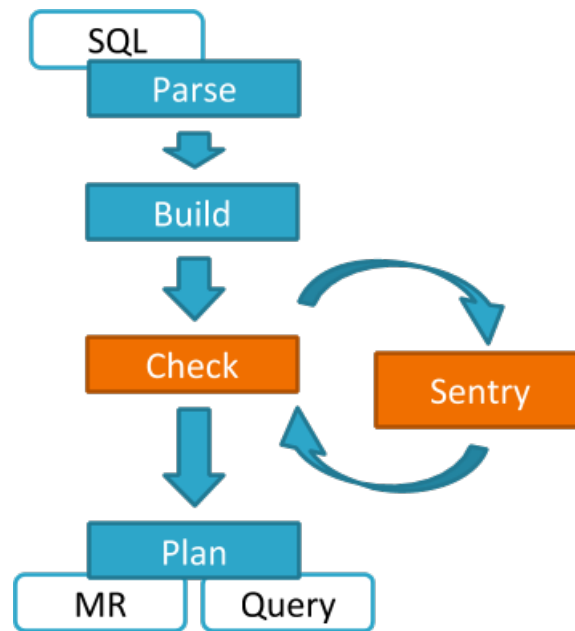 SQL
Parse
Build
Check
Sentry
Plan
MR
Query